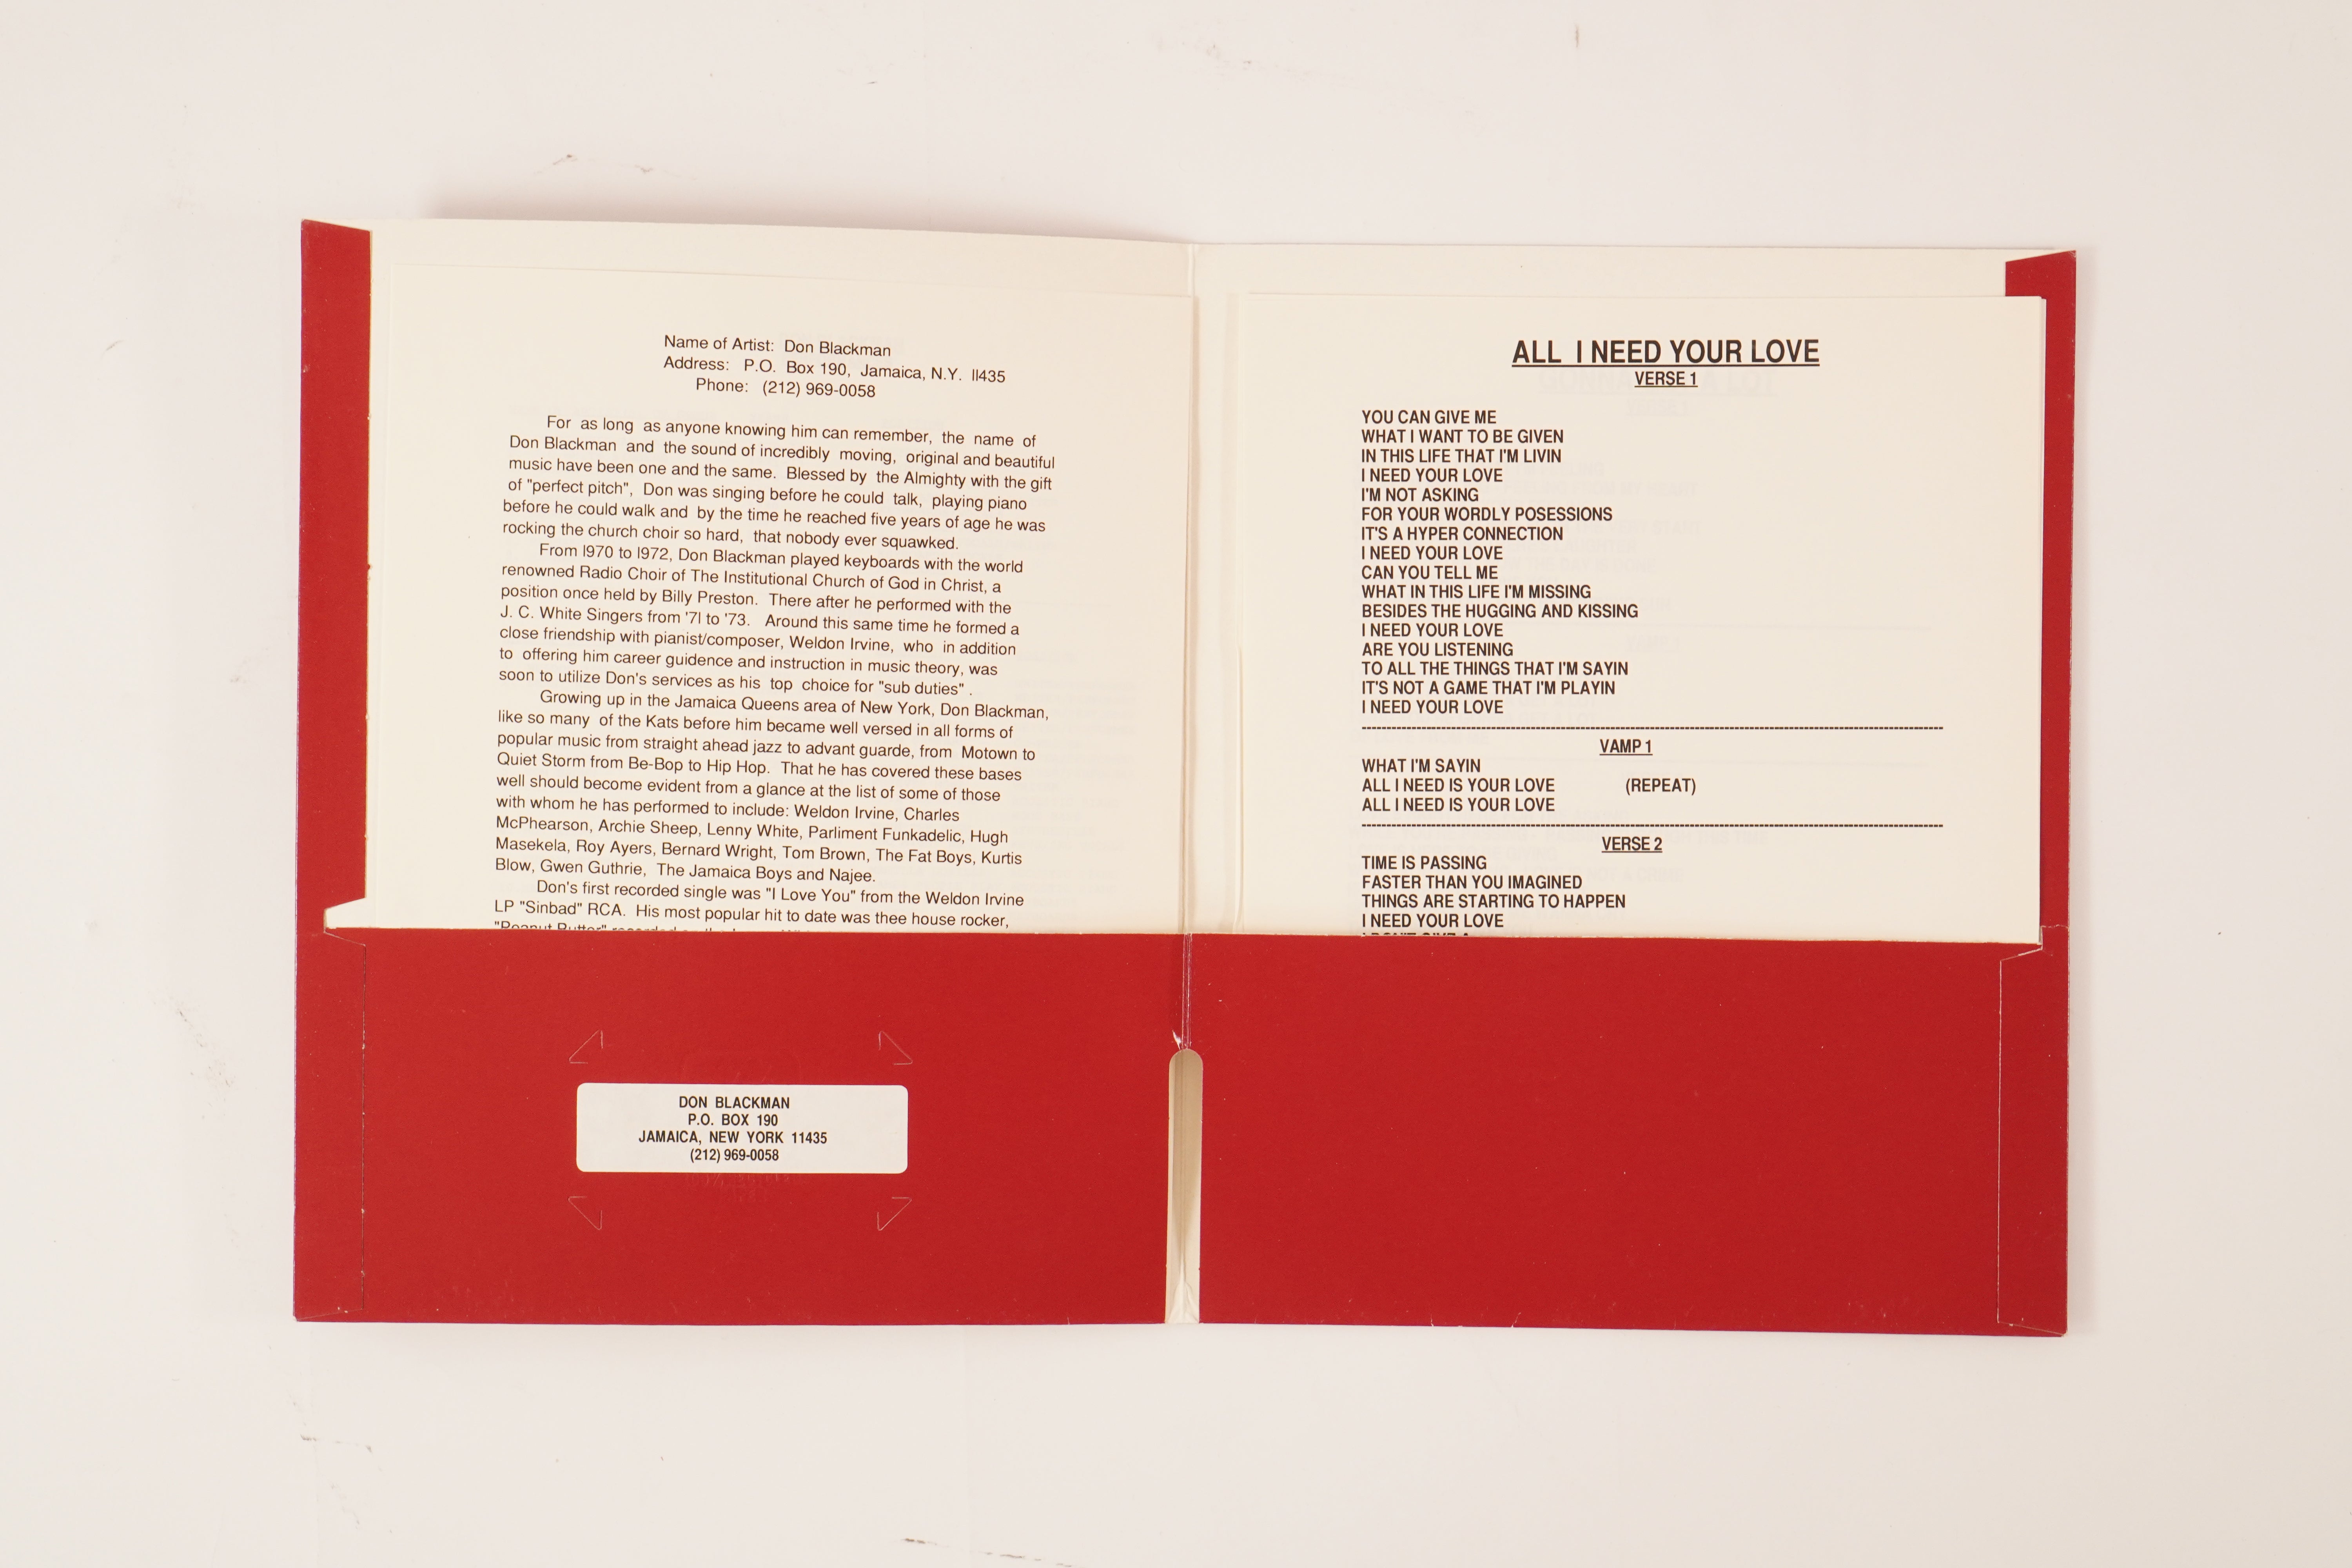 Name of Artist: Don Blackman
Address: P.O. Box 190, Jamaica, N.Y. ll435
Phone: (212) 969-0058
For as long as anyone knowing him can remember, the name of
Don Blackman and the sound of incredibly moving, original and beautiful
music have been one and the same. Blessed by the Almighty with the gift
of "perfect pitch", Don was singing before he could talk, playing piano
before he could walk and by the time he reached five years of age he was
rocking the church choir so hard, that nobody ever squawked.
From l970 to l972, Don Blackman played keyboards with the world
renowned Radio Choir of The Institutional Church of God in Christ, a
position once held by Billy Preston. There after he performed with the
J. C. White Singers from '7l to '73. Around this same time he formed a
close friendship with pianist/composer, Weldon Irvine, who in addition
to offering him career guidance and instruction in music theory, was
soon to utilize Don's services as his top choice for "sub duties" .
Growing up in the Jamaica Queens area of New York, Don Blackman,
like so many of the Kats before him became well versed in all forms of
popular music from straight ahead jazz to advant guarde, from Motown to
Quiet Storm from Be-Bop to Hip Hop. That he has covered these bases
well should become evident from a glance at the list of some of those
with whom he has performed to include: Weldon Irvine, Charles
McPhearson, Archie Sheep, Lenny White, Parliment Funkadelic, Hugh
Masekela, Roy Ayers, Bernard Wright, Tom Brown, The Fat Boys, Kurtis
Blow, Gwen Guthrie, The Jamaica Boys and Najee.
Don's first recorded single was "I Love You" from the Weldon Irvine
LP "Sinbad" RCA. His most popular hit to date was thee house rocker,
"Peanut Butter" recorded
DON BLACKMAN
P.O. BOX 190
JAMAICA, NEW YORK 11435
(212) 969-0058
ALL I NEED YOUR LOVE
VERSE 1
YOU CAN GIVE ME
WHAT I WANT TO BE GIVEN
IN THIS LIFE THAT I'M LIVIN
I NEED YOUR LOVE
I'M NOT ASKING
FOR YOUR WORDLY POSESSIONS
IT'S A HYPER CONNECTION
I NEED YOUR LOVE
CAN YOU TELL ME
WHAT IN THIS LIFE I'M MISSING
BESIDES THE HUGGING AND KISSING
I NEED YOUR LOVE
ARE YOU LISTENING
TO ALL THE THINGS THAT I'M SAYIN
IT'S NOT A GAME THAT I'M PLAYIN
I NEED YOUR LOVE
VAMP 1
WHAT I'M SAYIN
ALL I NEED IS YOUR LOVE (REPEAT)
ALL I NEED IS YOUR LOVE
VERSE 2
TIME IS PASSING
FASTER THAN YOU IMAGINED
THINGS ARE STARTING TO HAPPEN
I NEED YOUR LOVE